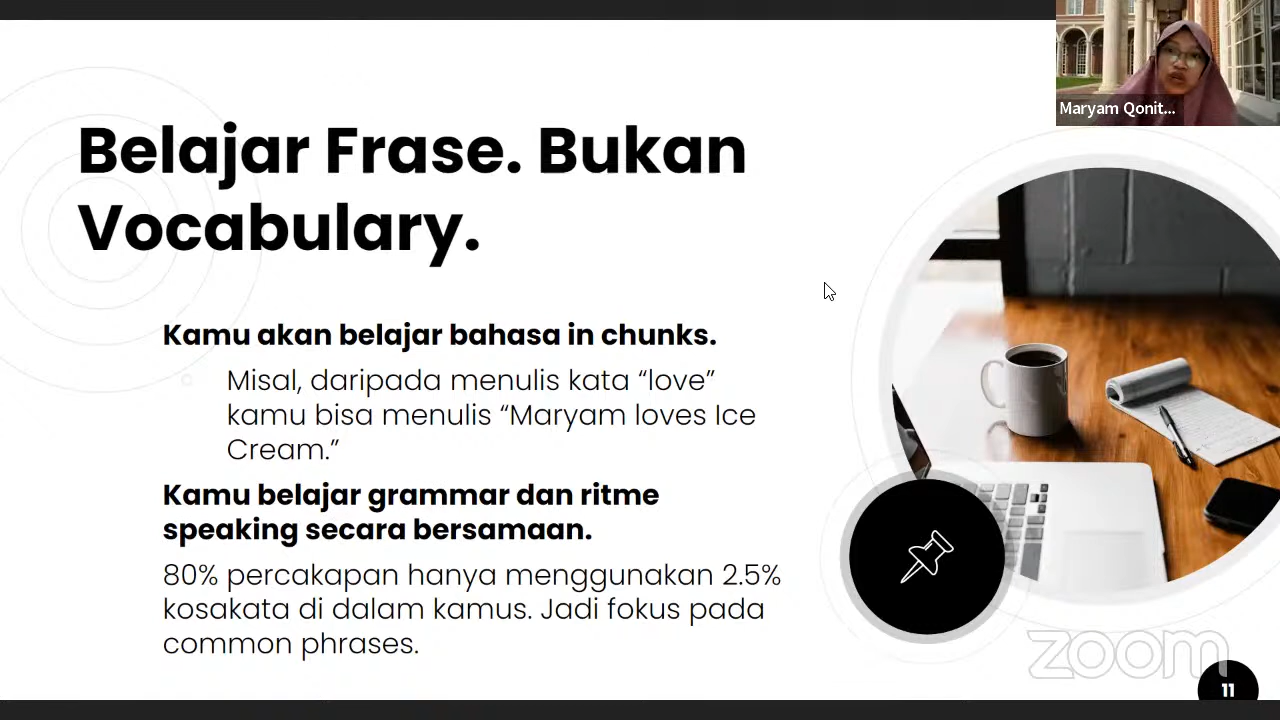 Maryam Qonit...
Belajar Frase. Bukan
Vocabulary.
Kamu akan belajar bahasa in chunks.
Misal, daripada menulis kata “love”
kamu bisa menulis “Maryam loves Ice
Cream.”
Kamu belajar grammar dan ritme
speaking secara bersamaan.
80% percakapan hanya menggunakan 2.5%
kosakata di dalam kamus. Jadi fokus pada
common phrases.
zoom
11